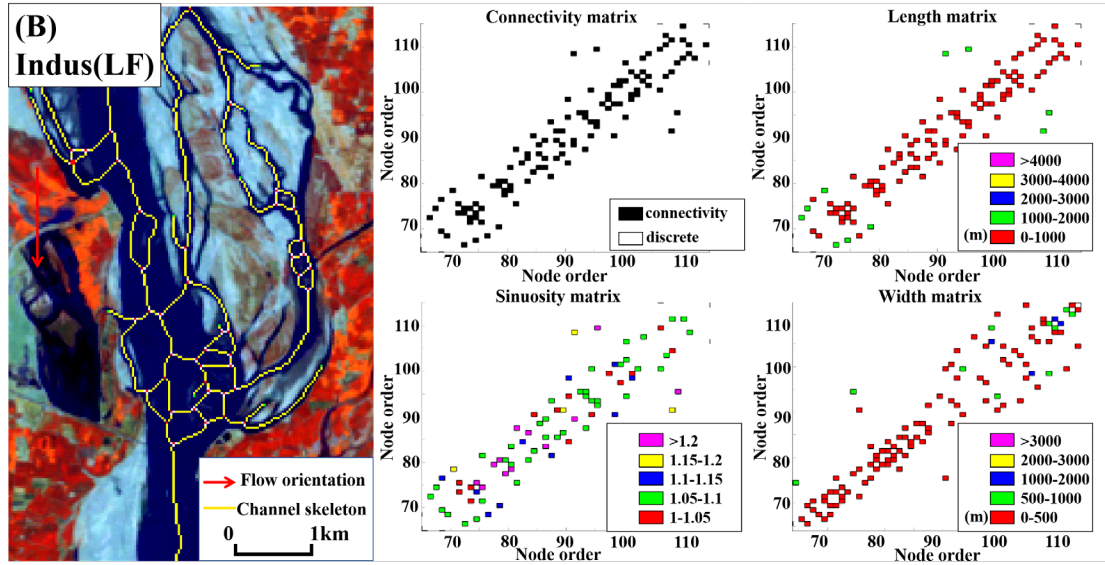 (B)
Indus(LF)
Flow orientation
Channel skeleton
0 1km
Connectivity matrix
Node order
110
100
90
80
70
connectivity
discrete
70 80 90 100 110
Node order
Length matrix
Node order
110
100
90
80
70
>4000
3000-4000
2000-3000
1000-2000
(m) 0-1000
70 80 90 100 110
Node order
Sinuosity matrix
Node order
110
100
90
80
70
>1.2
1.15-1.2
1.1-1.15
1.05-1.1
1-1.05
70 80 90 100 110
Node order
Width matrix
Node order
110
100
90
80
70
>3000
2000-3000
1000-2000
500-1000
(m) 0-500
70 80 90 100 110
Node order